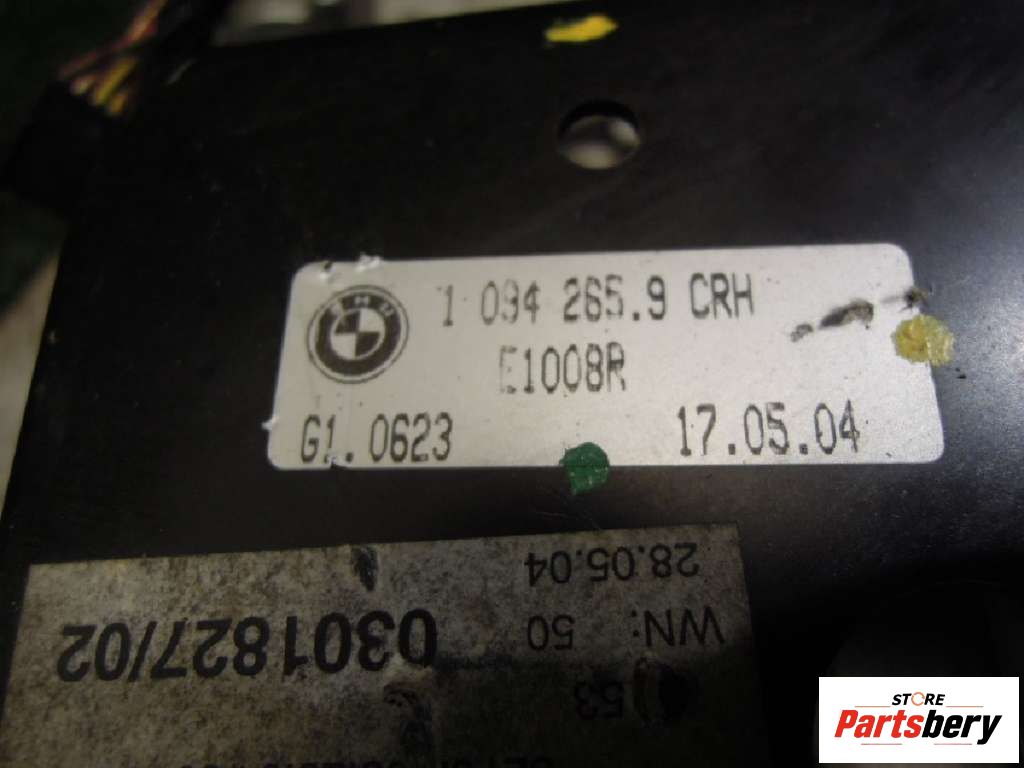 BMW
1 094 265.9 CRH
E1008R
G1.0623 17.05.04
28.05.04
WN: 50
0301827/02
53
STORE
Partsbery